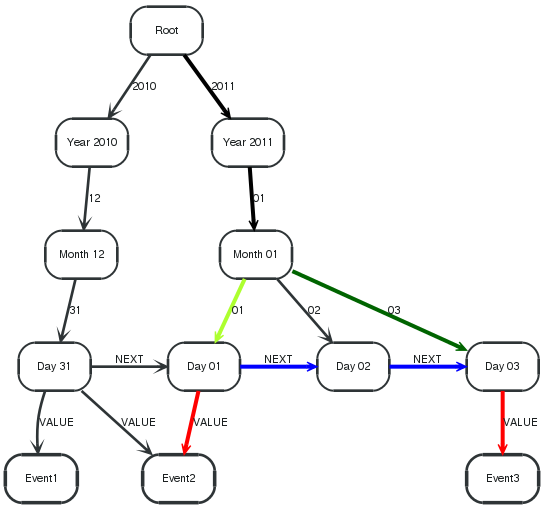 Root
2010
2011
Year 2010
Year 2011
12
01
Month 12
Month 01
31
01
02
03
Day 31
NEXT
Day 01
NEXT
Day 02
NEXT
Day 03
VALUE
VALUE
VALUE
VALUE
Event1
Event2
Event3